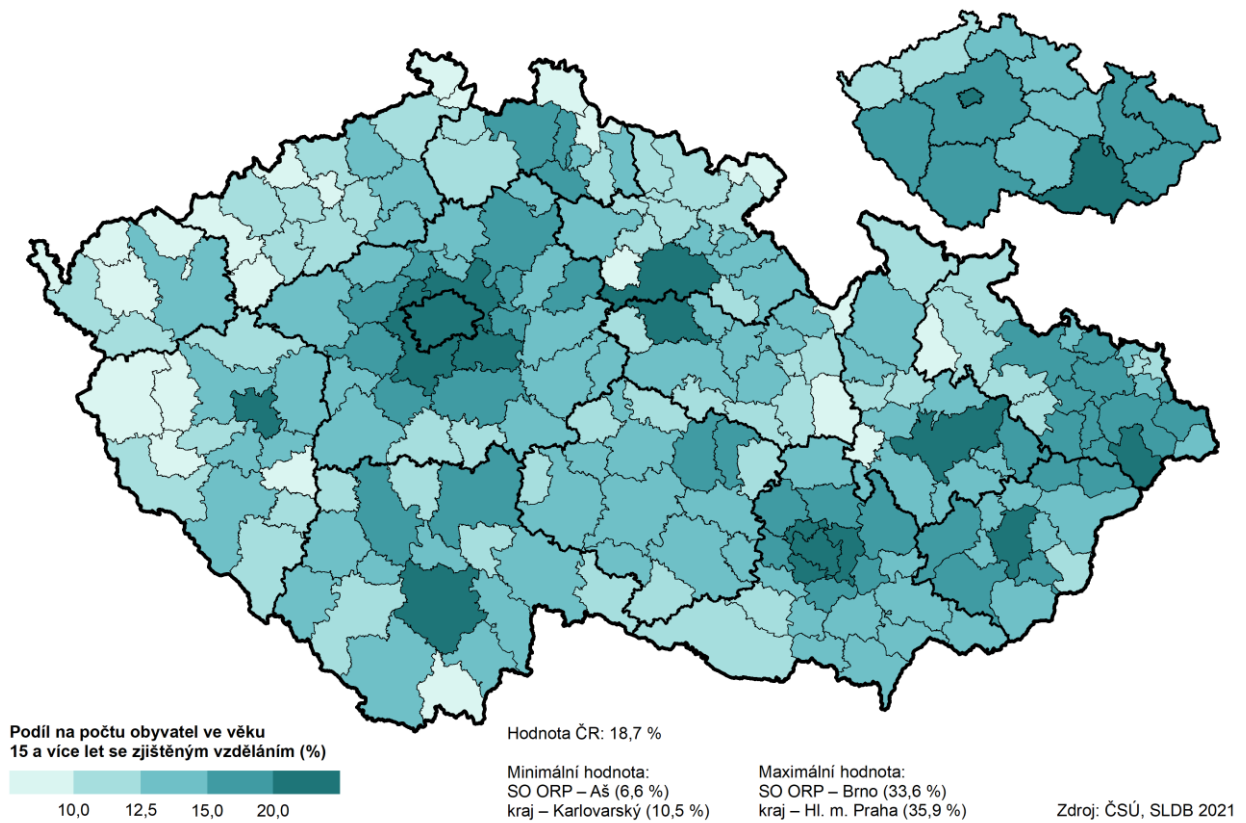 Podíl na počtu obyvatel ve věku
15 a více let se zjištěným vzděláním (%)
10,0 12,5 15,0 20,0
Hodnota ČR: 18,7 %
Minimální hodnota:
SO ORP – Aš (6,6 %)
kraj – Karlovarský (10,5 %)
Maximální hodnota:
SO ORP – Brno (33,6 %)
kraj – Hl. m. Praha (35,9 %)
Zdroj: ČSÚ, SLDB 2021